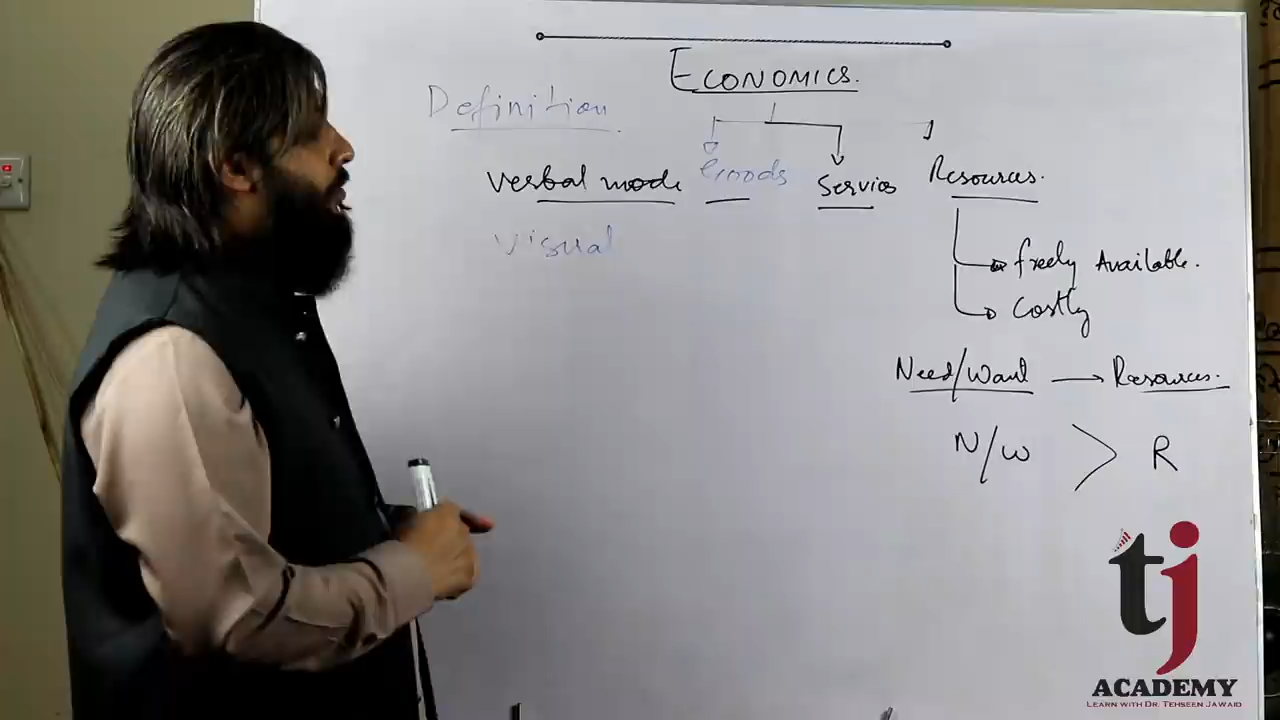 ECONOMICS.
Definition
Verbal mode Goods Services Resources.
Visual
freely Available.
Costly
Need/Want Resources.
N/W > R
tj
ACADEMY
LEARN WITH DR. TEHSEEN JAWAID